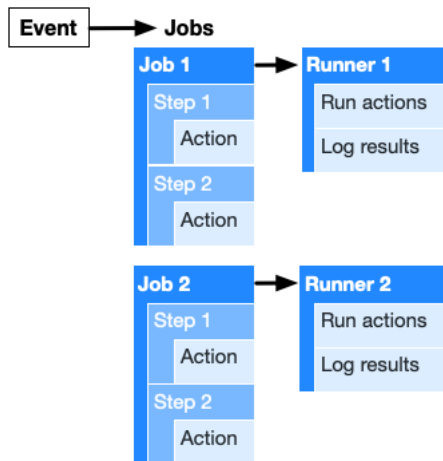 Event
Jobs
Job 1
Step 1
Action
Step 2
Action
Runner 1
Run actions
Log results
Job 2
Step 1
Action
Step 2
Action
Runner 2
Run actions
Log results